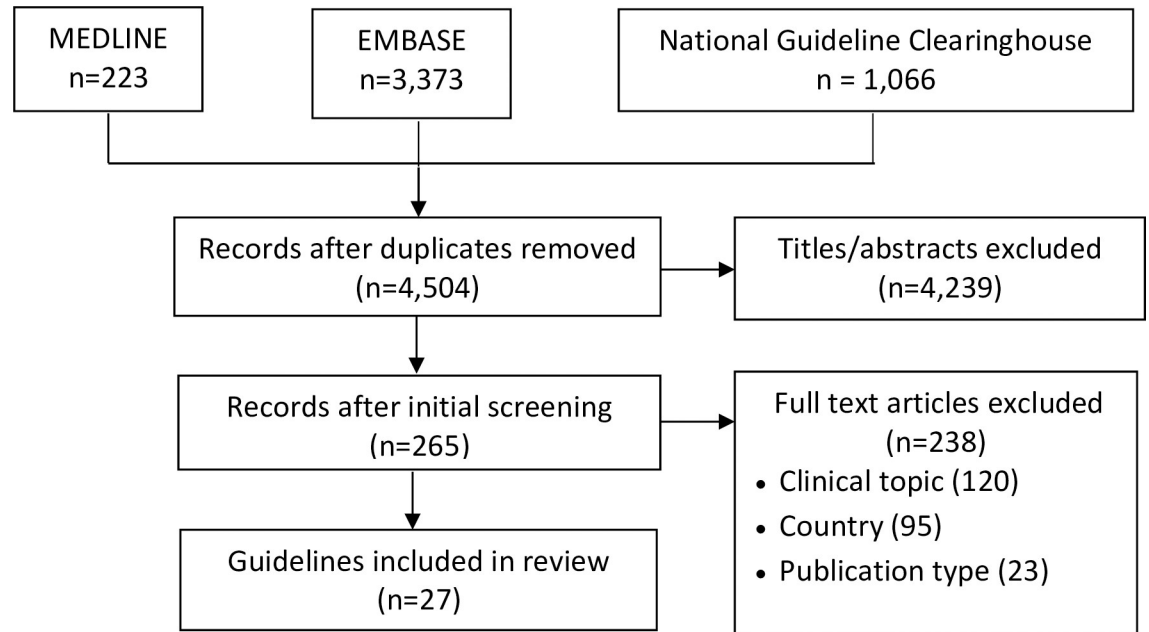 MEDLINE
n=223
EMBASE
n=3,373
National Guideline Clearinghouse
n = 1,066
Records after duplicates removed
(n=4,504)
Titles/abstracts excluded
(n=4,239)
Records after initial screening
(n=265)
Full text articles excluded
(n=238)
• Clinical topic (120)
• Country (95)
• Publication type (23)
Guidelines included in review
(n=27)